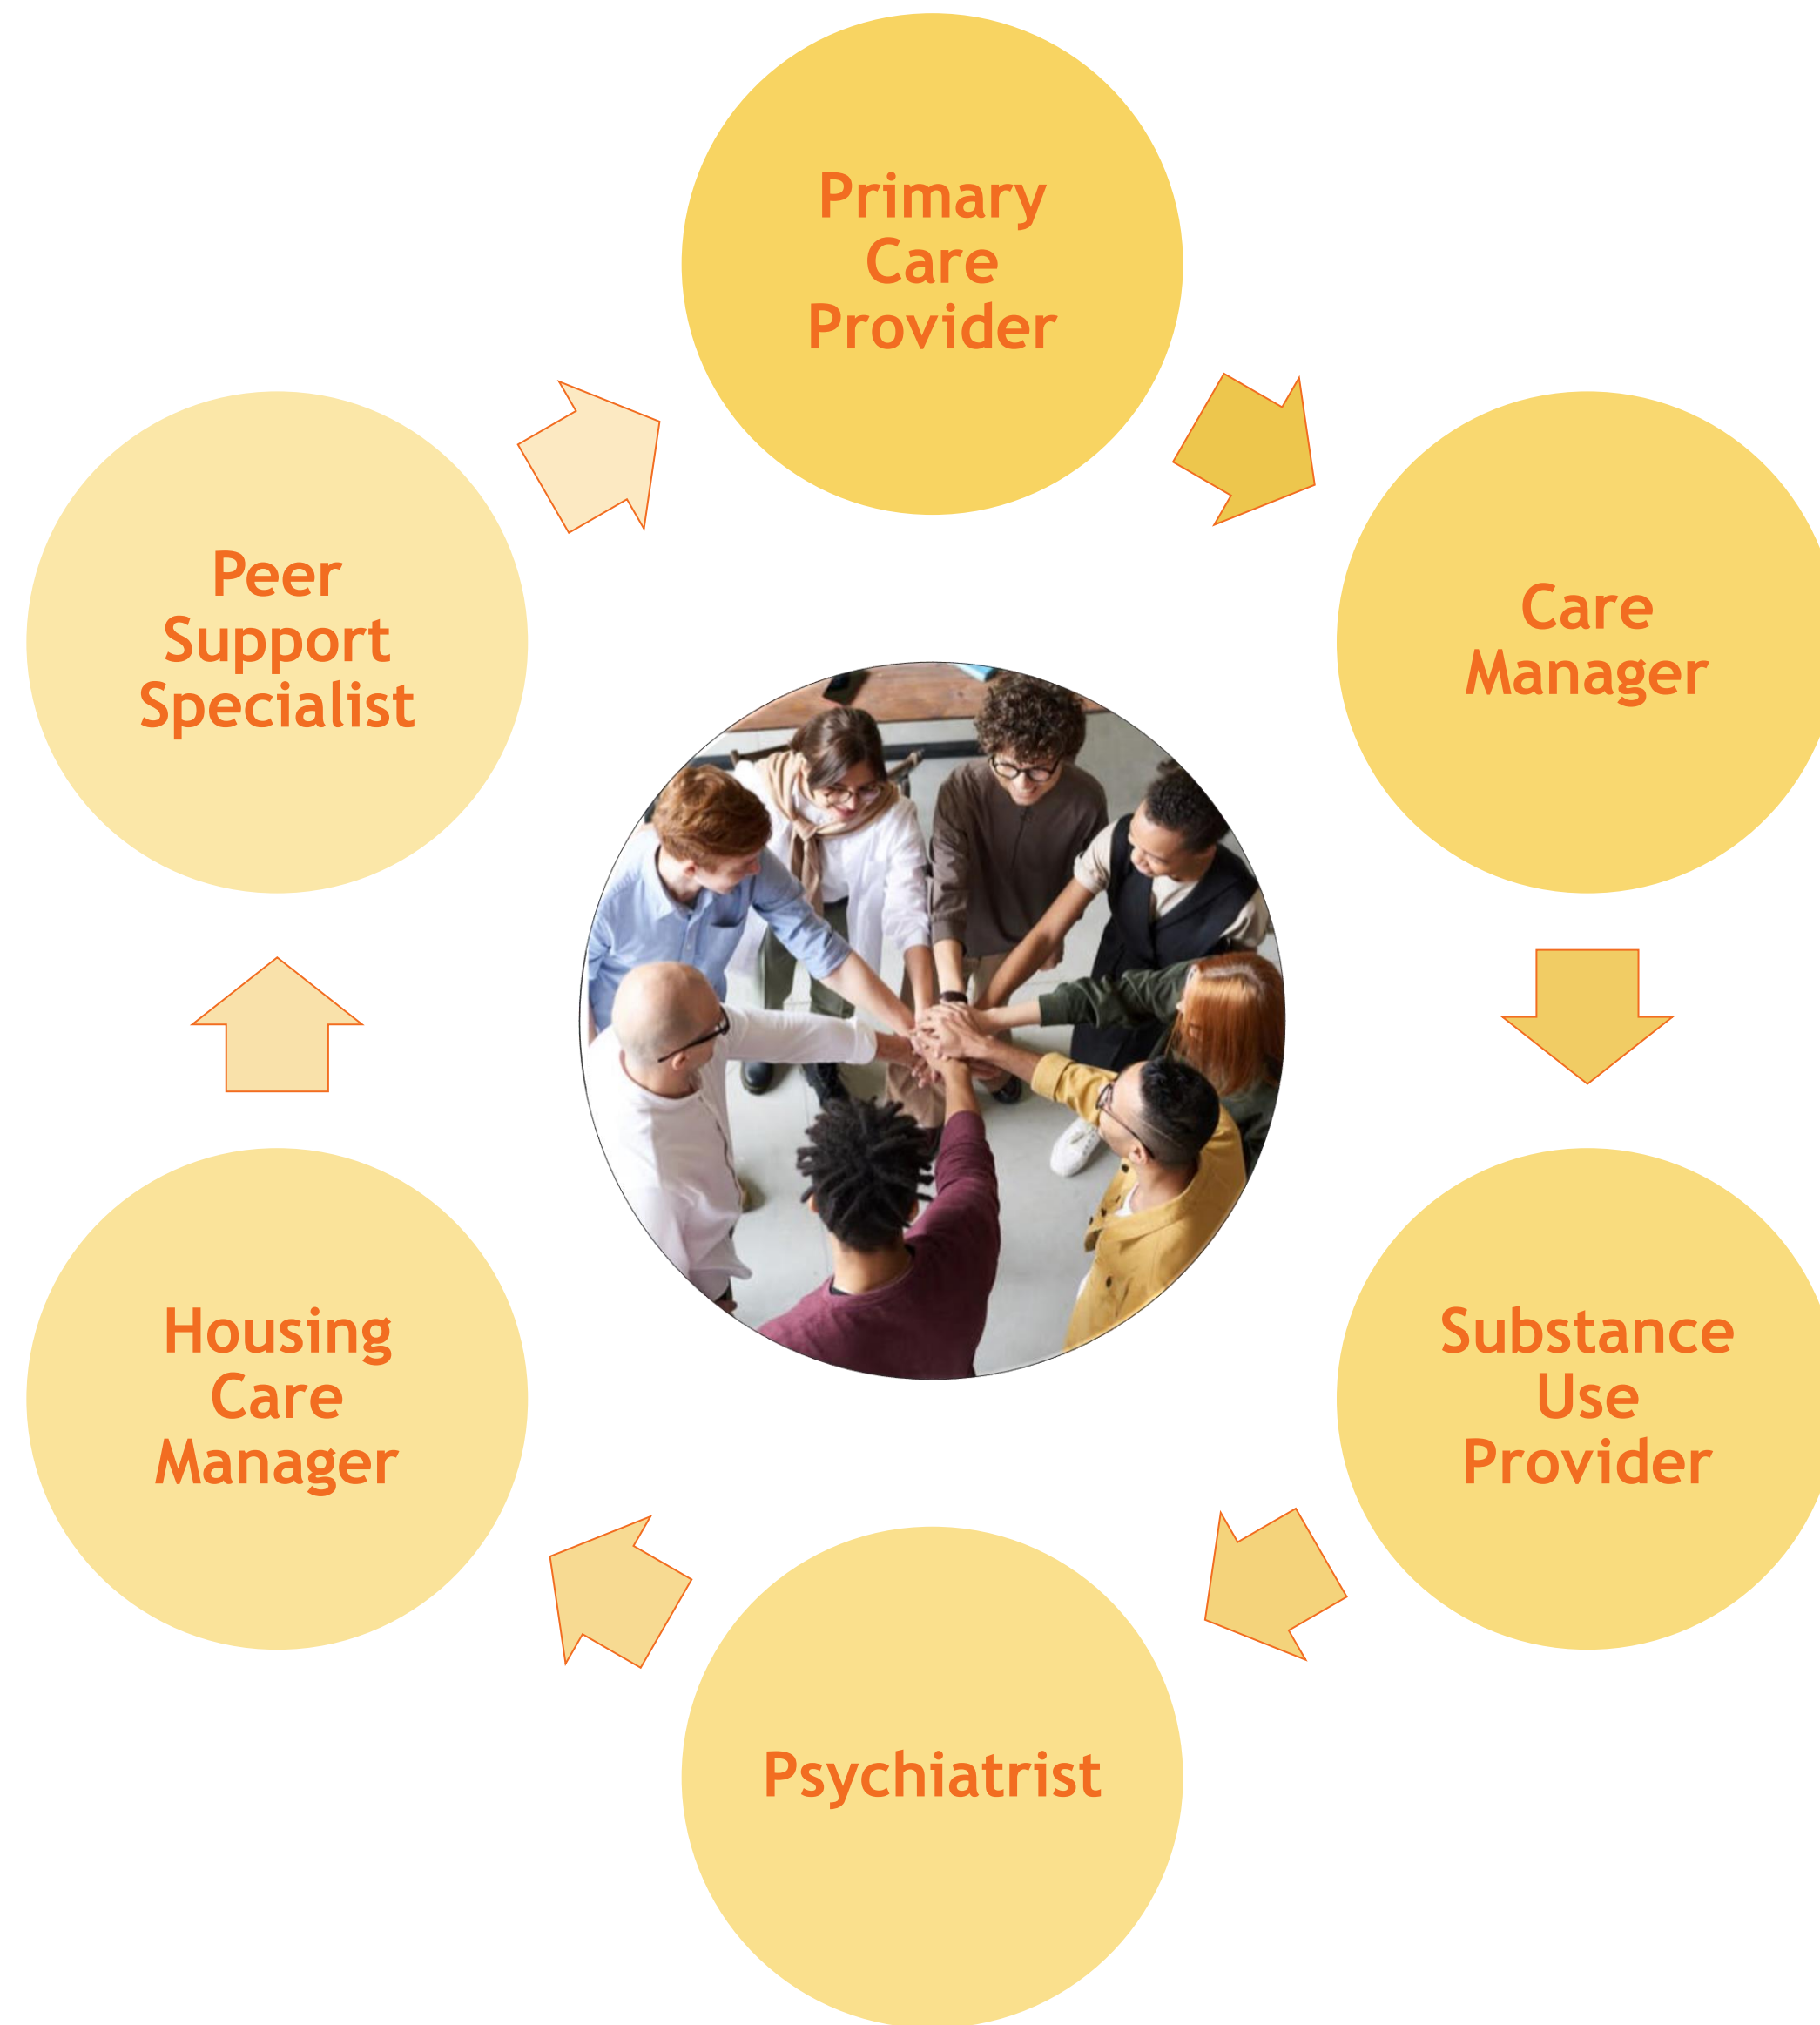 Primary
Care
Provider
Care
Manager
Substance
Use
Provider
Psychiatrist
Housing
Care
Manager
Peer
Support
Specialist